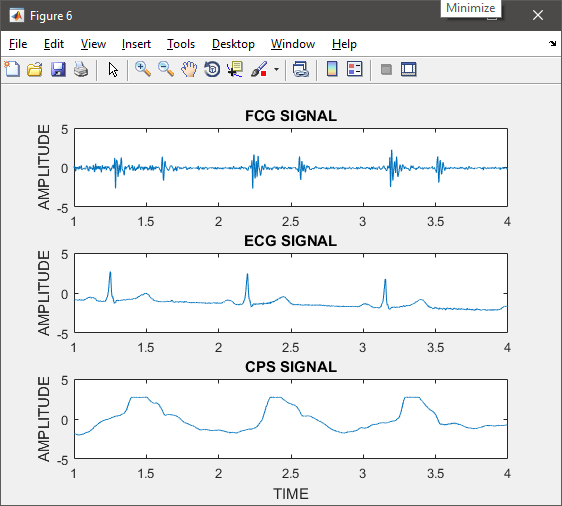 Minimize
Figure 6
File Edit View Insert Tools Desktop Window Help
FCG SIGNAL
AMPLITUDE
5
0
-5
1 1.5 2 2.5 3 3.5 4
ECG SIGNAL
AMPLITUDE
5
0
-5
1 1.5 2 2.5 3 3.5 4
CPS SIGNAL
AMPLITUDE
5
0
-5
1 1.5 2 2.5 3 3.5 4
TIME